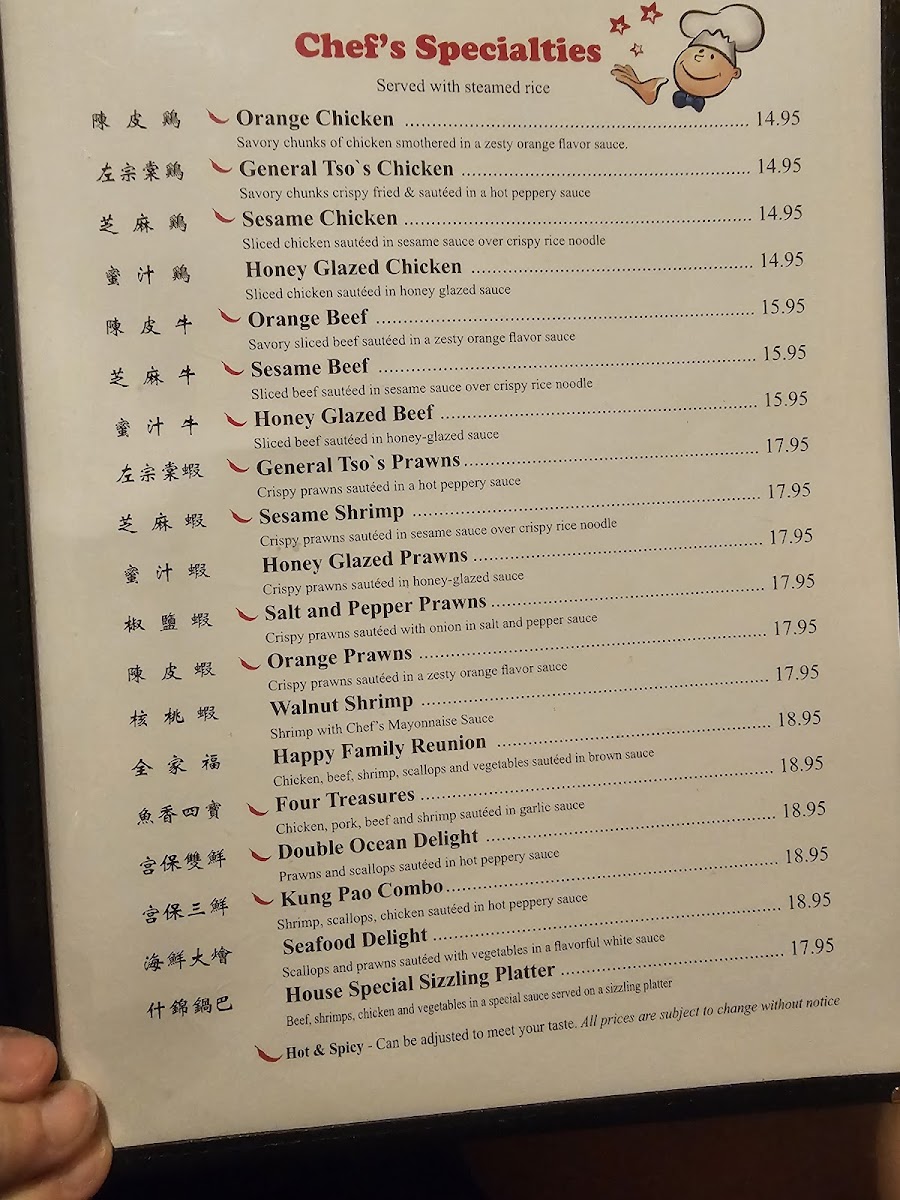 Chef's Specialties
Served with steamed rice
陳皮鷄 Orange Chicken 14.95
Savory chunks of chicken smothered in a zesty orange flavor sauce.
左宗棠鷄 General Tso`s Chicken 14.95
Savory chunks crispy fried & sautéed in a hot peppery sauce
芝麻鷄 Sesame Chicken 14.95
Sliced chicken sautéed in sesame sauce over crispy rice noodle
蜜汁鷄 Honey Glazed Chicken 14.95
Sliced chicken sautéed in honey glazed sauce
陳皮牛 Orange Beef 15.95
Savory sliced beef sautéed in a zesty orange flavor sauce
芝麻牛 Sesame Beef 15.95
Sliced beef sautéed in sesame sauce over crispy rice noodle
蜜汁牛 Honey Glazed Beef 15.95
Sliced beef sautéed in honey-glazed sauce
左宗棠蝦 General Tso`s Prawns 17.95
Crispy prawns sautéed in a hot peppery sauce
芝麻蝦 Sesame Shrimp 17.95
Crispy prawns sautéed in sesame sauce over crispy rice noodle
蜜汁蝦 Honey Glazed Prawns 17.95
Crispy prawns sautéed in honey-glazed sauce
椒鹽蝦 Salt and Pepper Prawns 17.95
Crispy prawns sautéed with onion in salt and pepper sauce
陳皮蝦 Orange Prawns 17.95
Crispy prawns sautéed in a zesty orange flavor sauce
核桃蝦 Walnut Shrimp 17.95
Shrimp with Chef's Mayonnaise Sauce
全家福 Happy Family Reunion 18.95
Chicken, beef, shrimp, scallops and vegetables sautéed in brown sauce
魚香四寶 Four Treasures 18.95
Chicken, pork, beef and shrimp sautéed in garlic sauce
宮保雙鮮 Double Ocean Delight 18.95
Prawns and scallops sautéed in hot peppery sauce
宮保三鮮 Kung Pao Combo 18.95
Shrimp, scallops, chicken sautéed in hot peppery sauce
海鮮大燴 Seafood Delight 18.95
Scallops and prawns sautéed with vegetables in a flavorful white sauce
什錦鍋巴 House Special Sizzling Platter 17.95
Beef, shrimps, chicken and vegetables in a special sauce served on a sizzling platter
Hot & Spicy - Can be adjusted to meet your taste. All prices are subject to change without notice